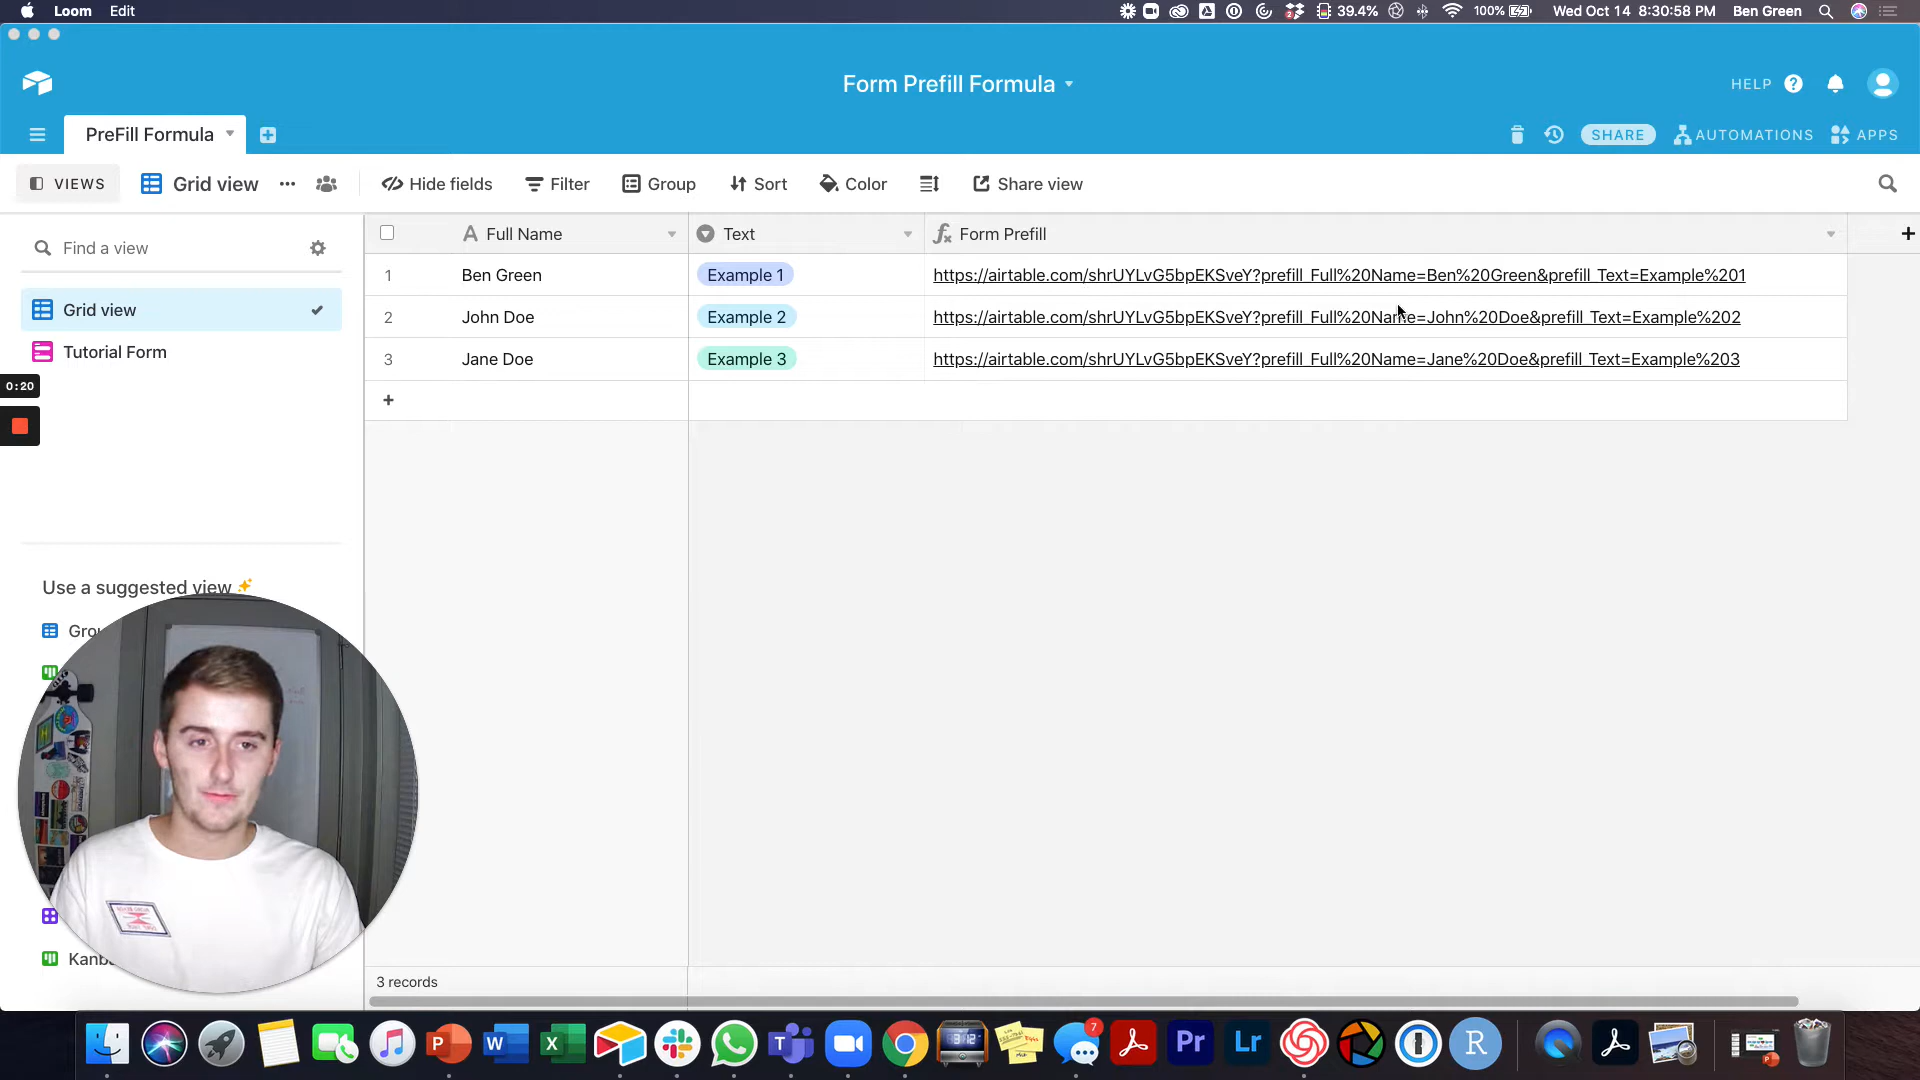 Loom Edit 39.4% 100% Wed Oct 14 8:30:58 PM Ben Green
Form Prefill Formula
HELP
PreFill Formula
SHARE AUTOMATIONS APPS
VIEWS Grid view Hide fields Filter Group Sort Color Share view
Find a view
Full Name Text Form Prefill
1 Ben Green Example 1 https://airtable.com/shrUYLvG5bpEKSveY?prefill_Full%20Name=Ben%20Green&prefill_Text=Example%201
Grid view
2 John Doe Example 2 https://airtable.com/shrUYLvG5bpEKSveY?prefill_Full%20Name=John%20Doe&prefill_Text=Example%202
Tutorial Form
3 Jane Doe Example 3 https://airtable.com/shrUYLvG5bpEKSveY?prefill_Full%20Name=Jane%20Doe&prefill_Text=Example%203
0:20
Use a suggested view
3 records
7